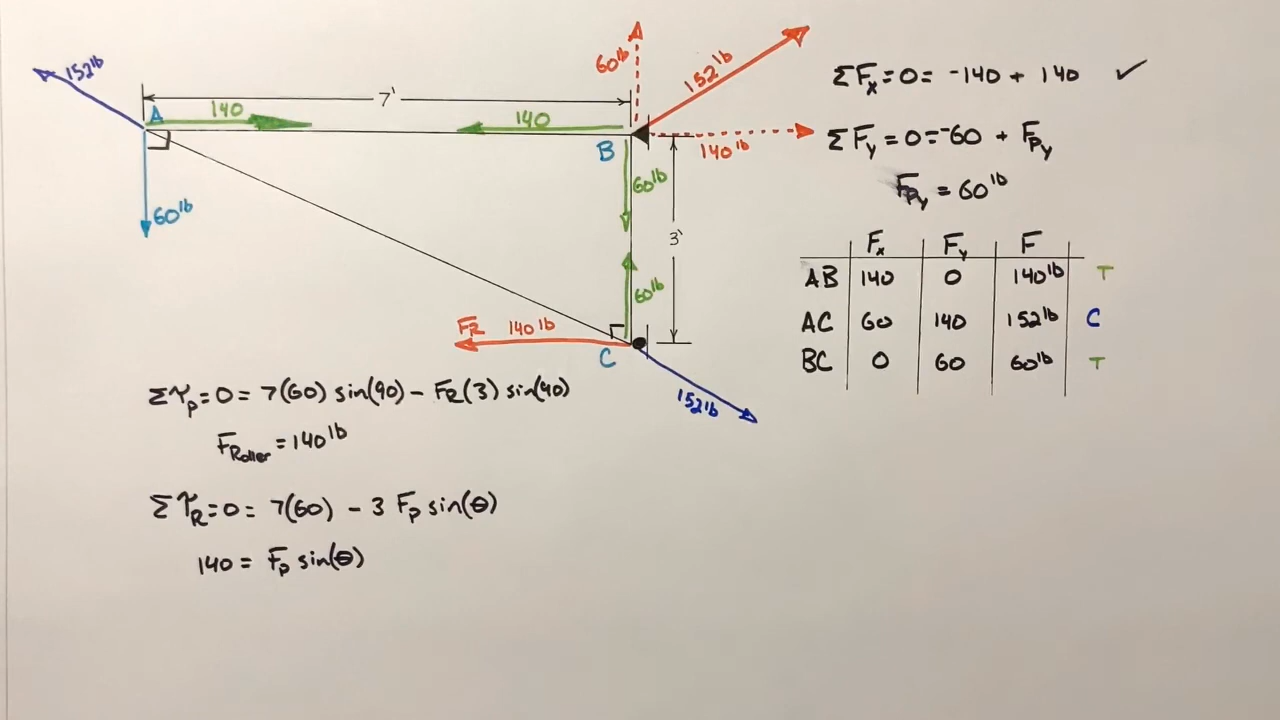 152lb
7'
A
140
140
60lb
60lb
152lb
140lb
B
60lb
60lb
3'
60lb
FR 140lb
C
152lb
ΣFx=0= -140 + 140 ✓
ΣFy=0=-60 + FPy
FPy = 60lb
Fx Fy F
AB 140 0 140lb T
AC 60 140 152lb C
BC 0 60 60lb T
Στp=0= 7(60) sin(90) - FR(3) sin(90)
FRoller = 140lb
ΣτR=0= 7(60) - 3 Fp sin(θ)
140 = Fp sin(θ)